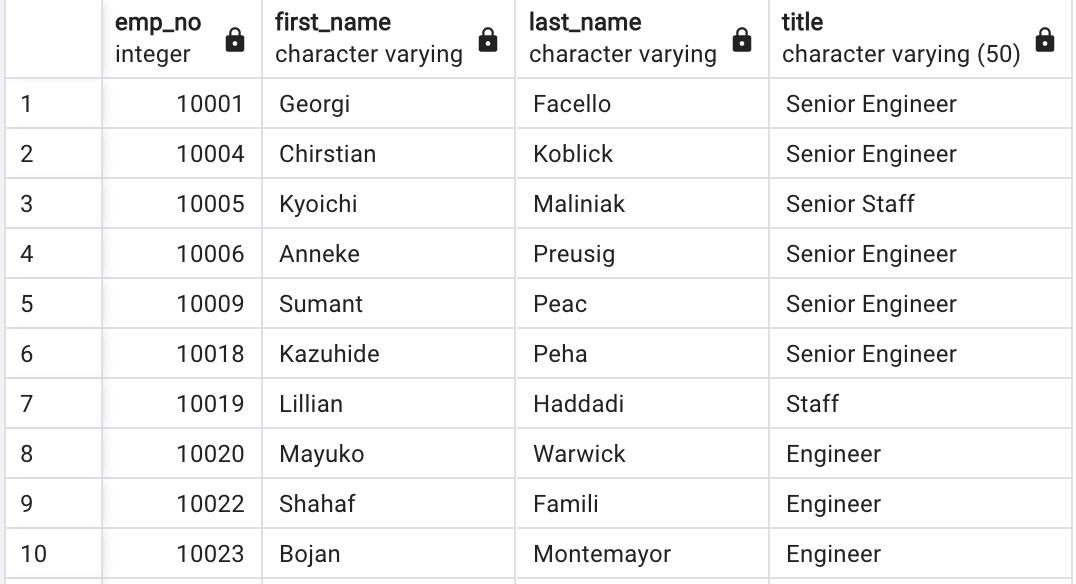 emp_no first_name last_name title
integer character varying character varying character varying (50)
1 10001 Georgi Facello Senior Engineer
2 10004 Chirstian Koblick Senior Engineer
3 10005 Kyoichi Maliniak Senior Staff
4 10006 Anneke Preusig Senior Engineer
5 10009 Sumant Peac Senior Engineer
6 10018 Kazuhide Peha Senior Engineer
7 10019 Lillian Haddadi Staff
8 10020 Mayuko Warwick Engineer
9 10022 Shahaf Famili Engineer
10 10023 Bojan Montemayor Engineer